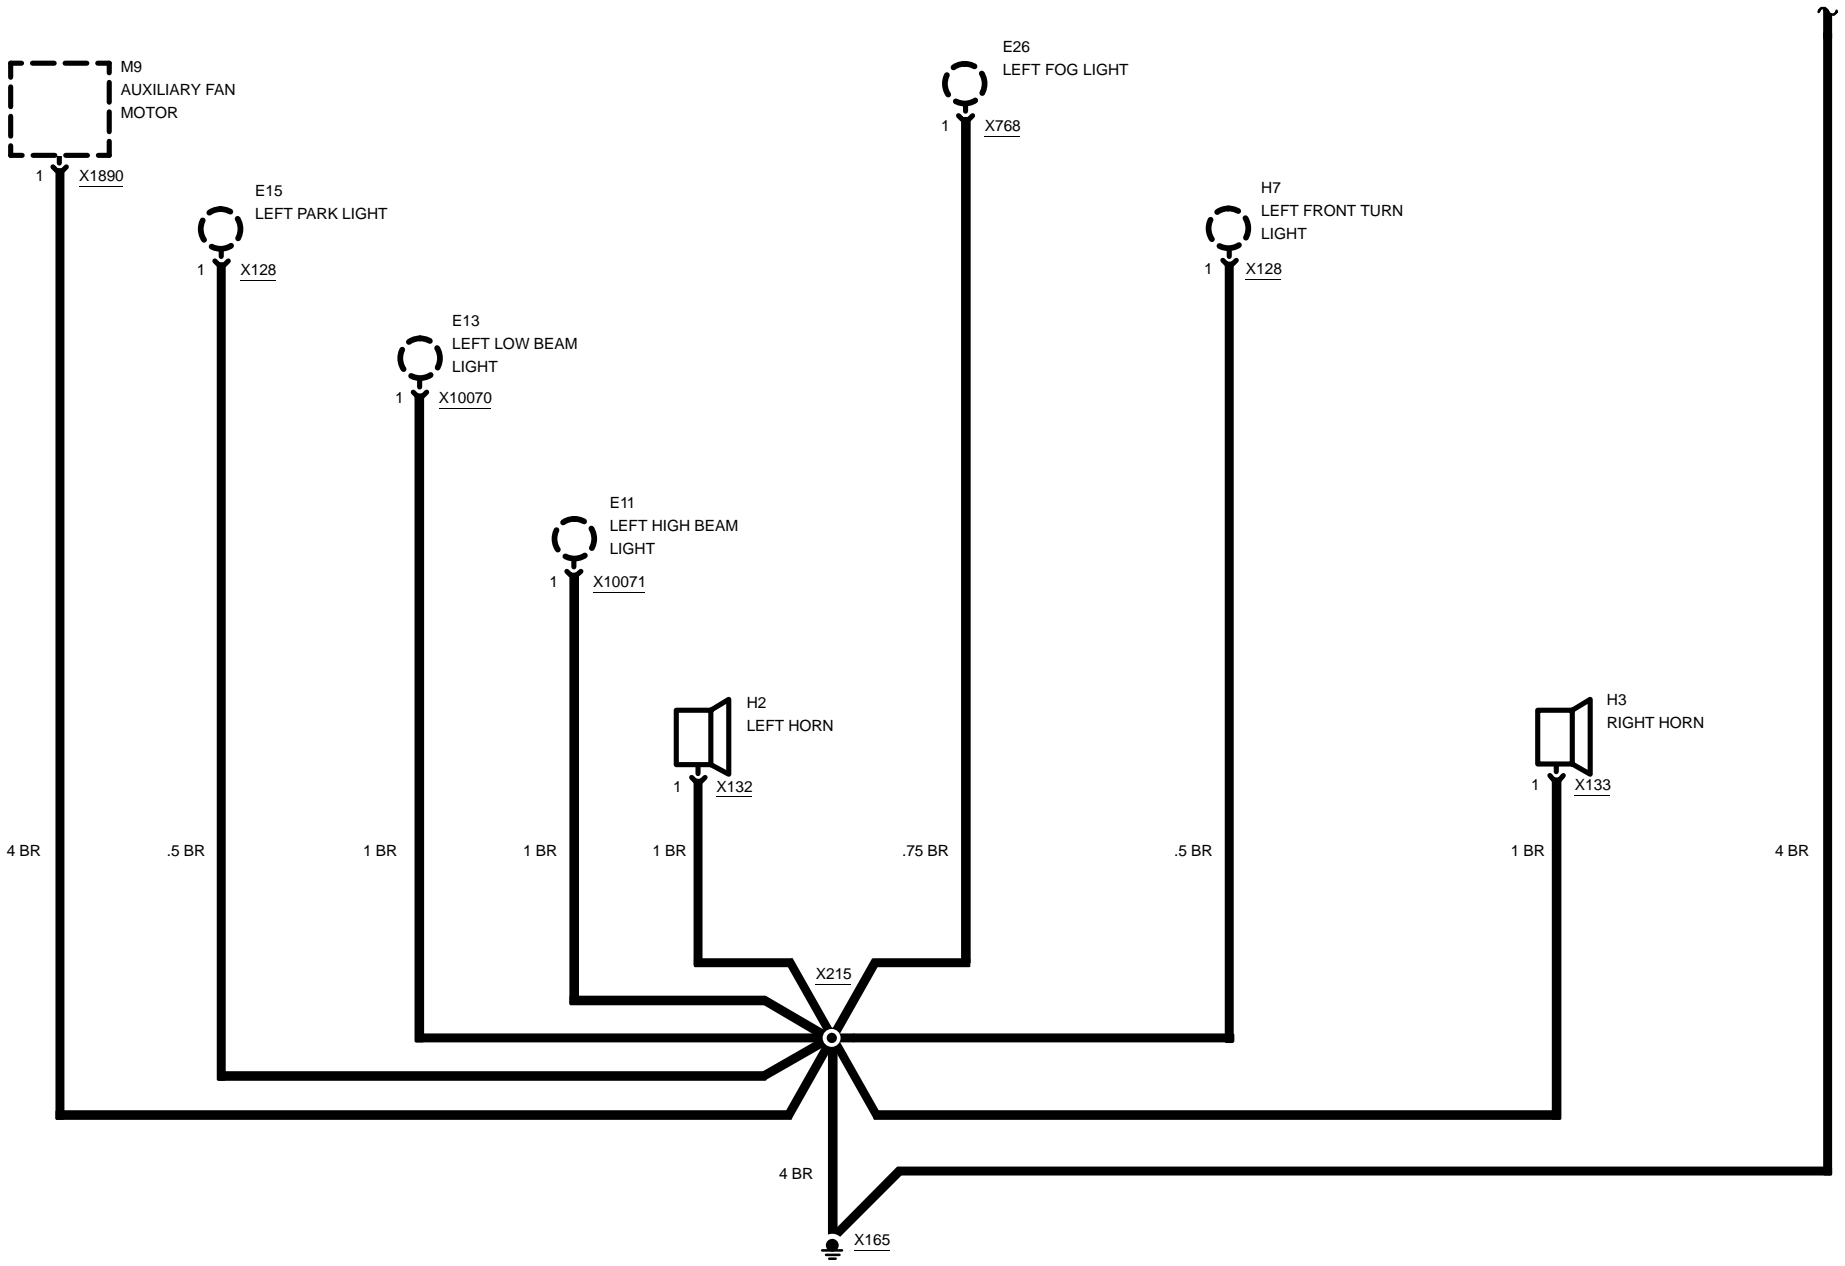 E26
LEFT FOG LIGHT
1 X768
M9
AUXILIARY FAN
MOTOR
1 X1890
E15
LEFT PARK LIGHT
1 X128
H7
LEFT FRONT TURN
LIGHT
1 X128
E13
LEFT LOW BEAM
LIGHT
1 X10070
E11
LEFT HIGH BEAM
LIGHT
1 X10071
H2
LEFT HORN
1 X132
H3
RIGHT HORN
1 X133
4 BR .5 BR 1 BR 1 BR 1 BR .75 BR .5 BR 1 BR 4 BR
X215
4 BR
X165